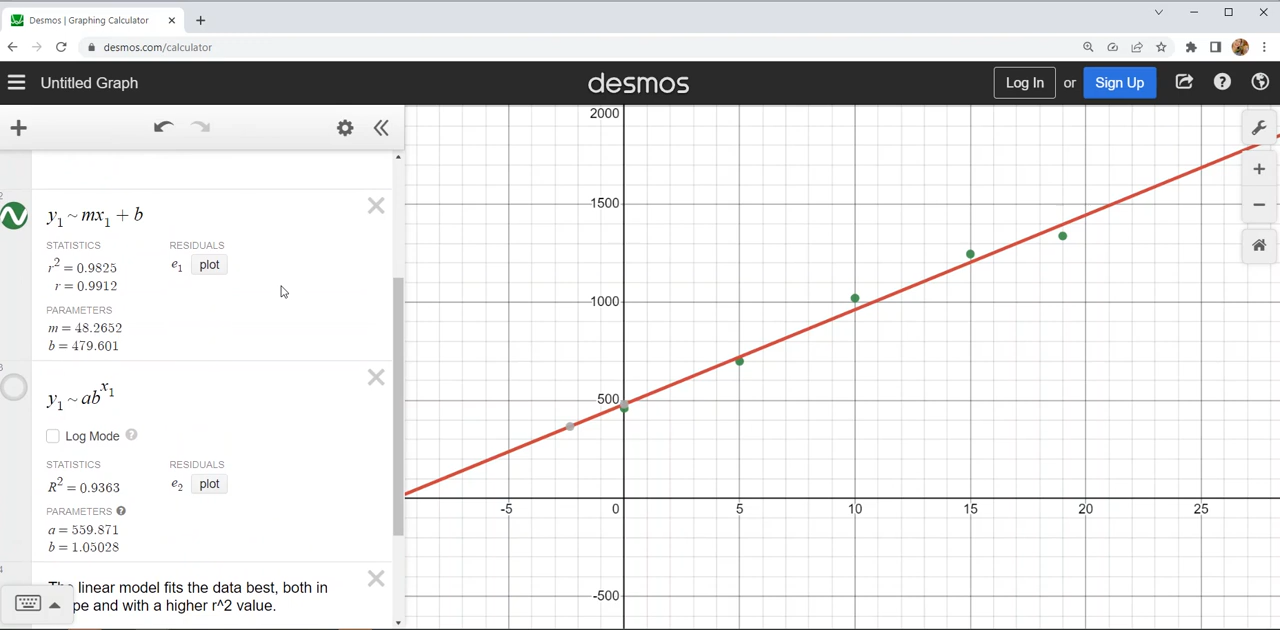 Desmos | Graphing Calculator
desmos.com/calculator
Untitled Graph
desmos
Log In or Sign Up
2
y₁ ~ mx₁ + b
STATISTICS RESIDUALS
r² = 0.9825 e₁ plot
r = 0.9912
PARAMETERS
m = 48.2652
b = 479.601
3
y₁ ~ ab^x₁
Log Mode ?
STATISTICS RESIDUALS
R² = 0.9363 e₂ plot
PARAMETERS ?
a = 559.871
b = 1.05028
4
linear model fits the data best, both in
pe and with a higher r^2 value.
2000
1500
1000
500
-5 0 5 10 15 20 25
-500